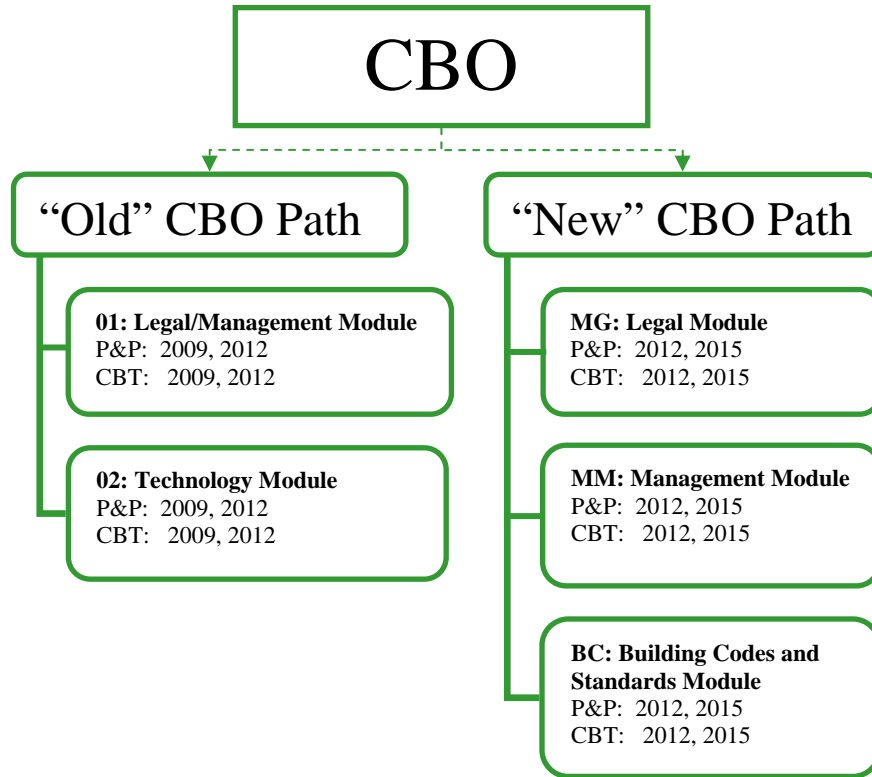 CBO
“Old” CBO Path
01: Legal/Management Module
P&P: 2009, 2012
CBT: 2009, 2012
02: Technology Module
P&P: 2009, 2012
CBT: 2009, 2012
“New” CBO Path
MG: Legal Module
P&P: 2012, 2015
CBT: 2012, 2015
MM: Management Module
P&P: 2012, 2015
CBT: 2012, 2015
BC: Building Codes and
Standards Module
P&P: 2012, 2015
CBT: 2012, 2015